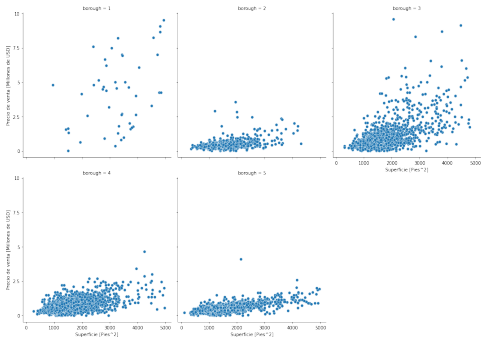 borough = 1
borough = 2
borough = 3
10
7.5
5
2.5
0
Precio de venta [Millones de USD]
0
1000
2000
3000
4000
5000
Superficie [Pies^2]
borough = 4
borough = 5
10
7.5
5
2.5
0
Precio de venta [Millones de USD]
0
1000
2000
3000
4000
5000
Superficie [Pies^2]
0
1000
2000
3000
4000
5000
Superficie [Pies^2]